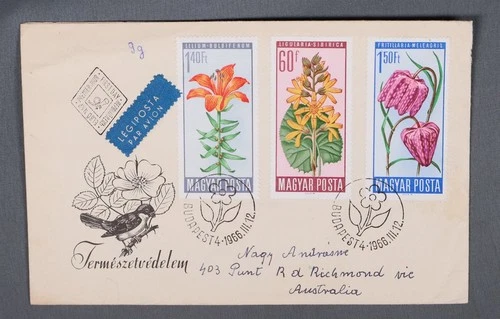 9g
LILIUM BULBIFERUM
1'40Ft
MAGYAR POSTA
LIGULARIA SIBIRICA
60f
MAGYAR POSTA
FRITILLARIA MELEAGRIS
1'50Ft
MAGYAR POSTA
LÉGIPOSTA
PAR AVION
BUDAPEST 4·1966.III.12.
BUDAPEST 4·1966.III.12.
Természetvédelem
Nagy Andrásne
403 Punt Rd Richmond vic
Australia